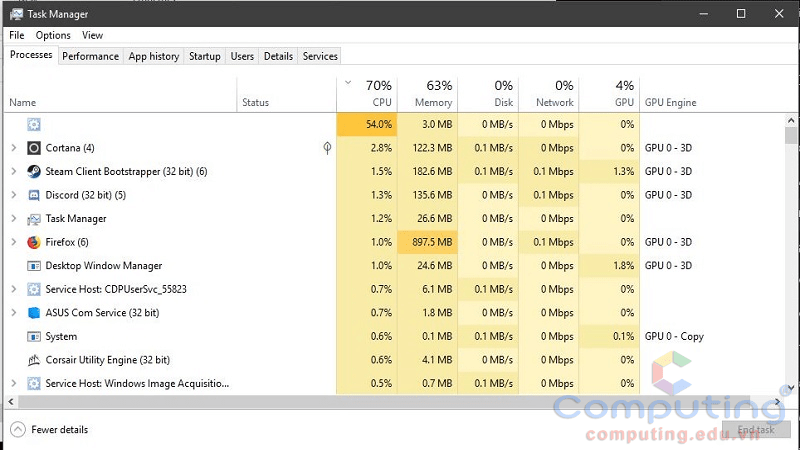 Task Manager
File Options View
Processes Performance App history Startup Users Details Services
70% 63% 0% 0% 4%
Name Status CPU Memory Disk Network GPU GPU Engine
54.0% 3.0 MB 0 MB/s 0 Mbps 0%
Cortana (4) 2.8% 122.3 MB 0.1 MB/s 0 Mbps 0% GPU 0 - 3D
Steam Client Bootstrapper (32 bit) (6) 1.5% 182.6 MB 0.1 MB/s 0.1 Mbps 1.3% GPU 0 - 3D
Discord (32 bit) (5) 1.3% 135.6 MB 0 MB/s 0.1 Mbps 0% GPU 0 - 3D
Task Manager 1.2% 26.6 MB 0 MB/s 0 Mbps 0%
Firefox (6) 1.0% 897.5 MB 0 MB/s 0.1 Mbps 0% GPU 0 - 3D
Desktop Window Manager 1.0% 24.6 MB 0 MB/s 0 Mbps 1.8% GPU 0 - 3D
Service Host: CDPUserSvc_55823 0.7% 6.1 MB 0.1 MB/s 0 Mbps 0%
ASUS Com Service (32 bit) 0.7% 1.8 MB 0 MB/s 0 Mbps 0%
System 0.6% 0.1 MB 0.1 MB/s 0 Mbps 0.1% GPU 0 - Copy
Corsair Utility Engine (32 bit) 0.6% 4.1 MB 0 MB/s 0 Mbps 0%
Service Host: Windows Image Acquisitio... 0.5% 0.7 MB 0.1 MB/s 0 Mbps 0%
Computing
Fewer details End task
computing.edu.vn